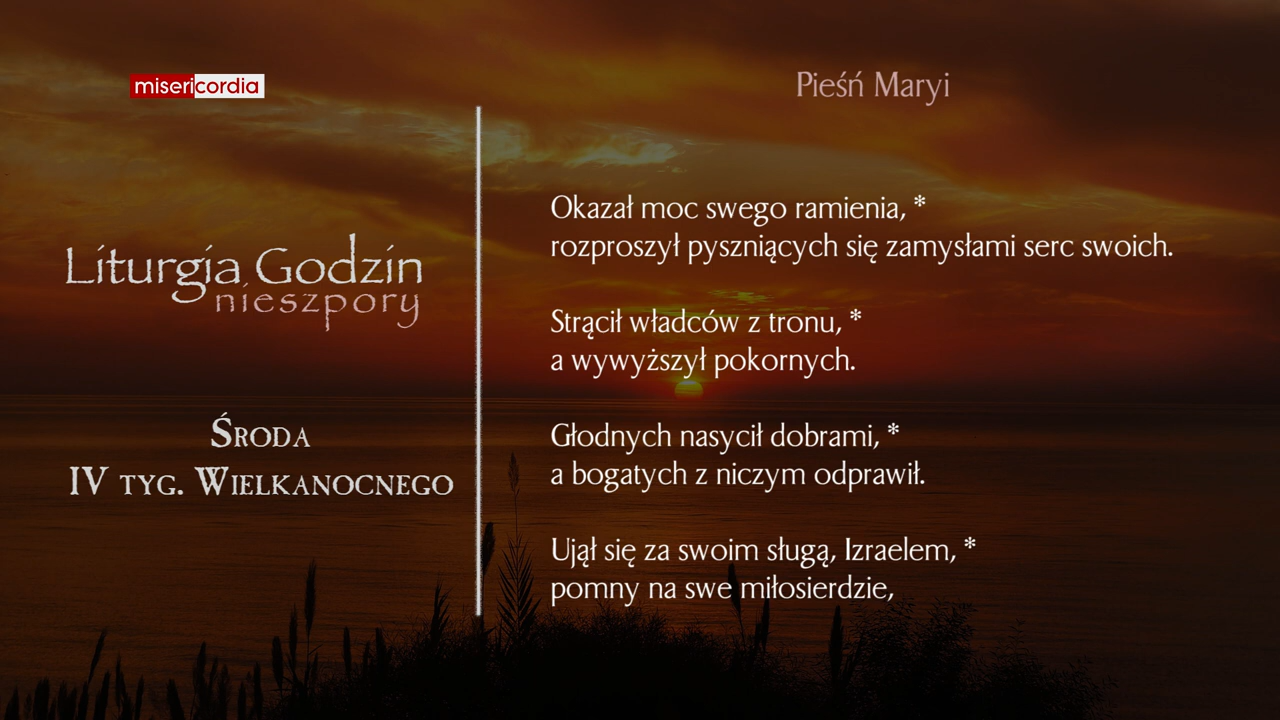 misericordia
Pieśń Maryi
Liturgia Godzin
nieszpory
Środa
IV tyg. Wielkanocnego
Okazał moc swego ramienia, *
rozproszył pyszniących się zamysłami serc swoich.
Strącił władców z tronu, *
a wywyższył pokornych.
Głodnych nasycił dobrami, *
a bogatych z niczym odprawił.
Ujął się za swoim sługą, Izraelem, *
pomny na swe miłosierdzie,